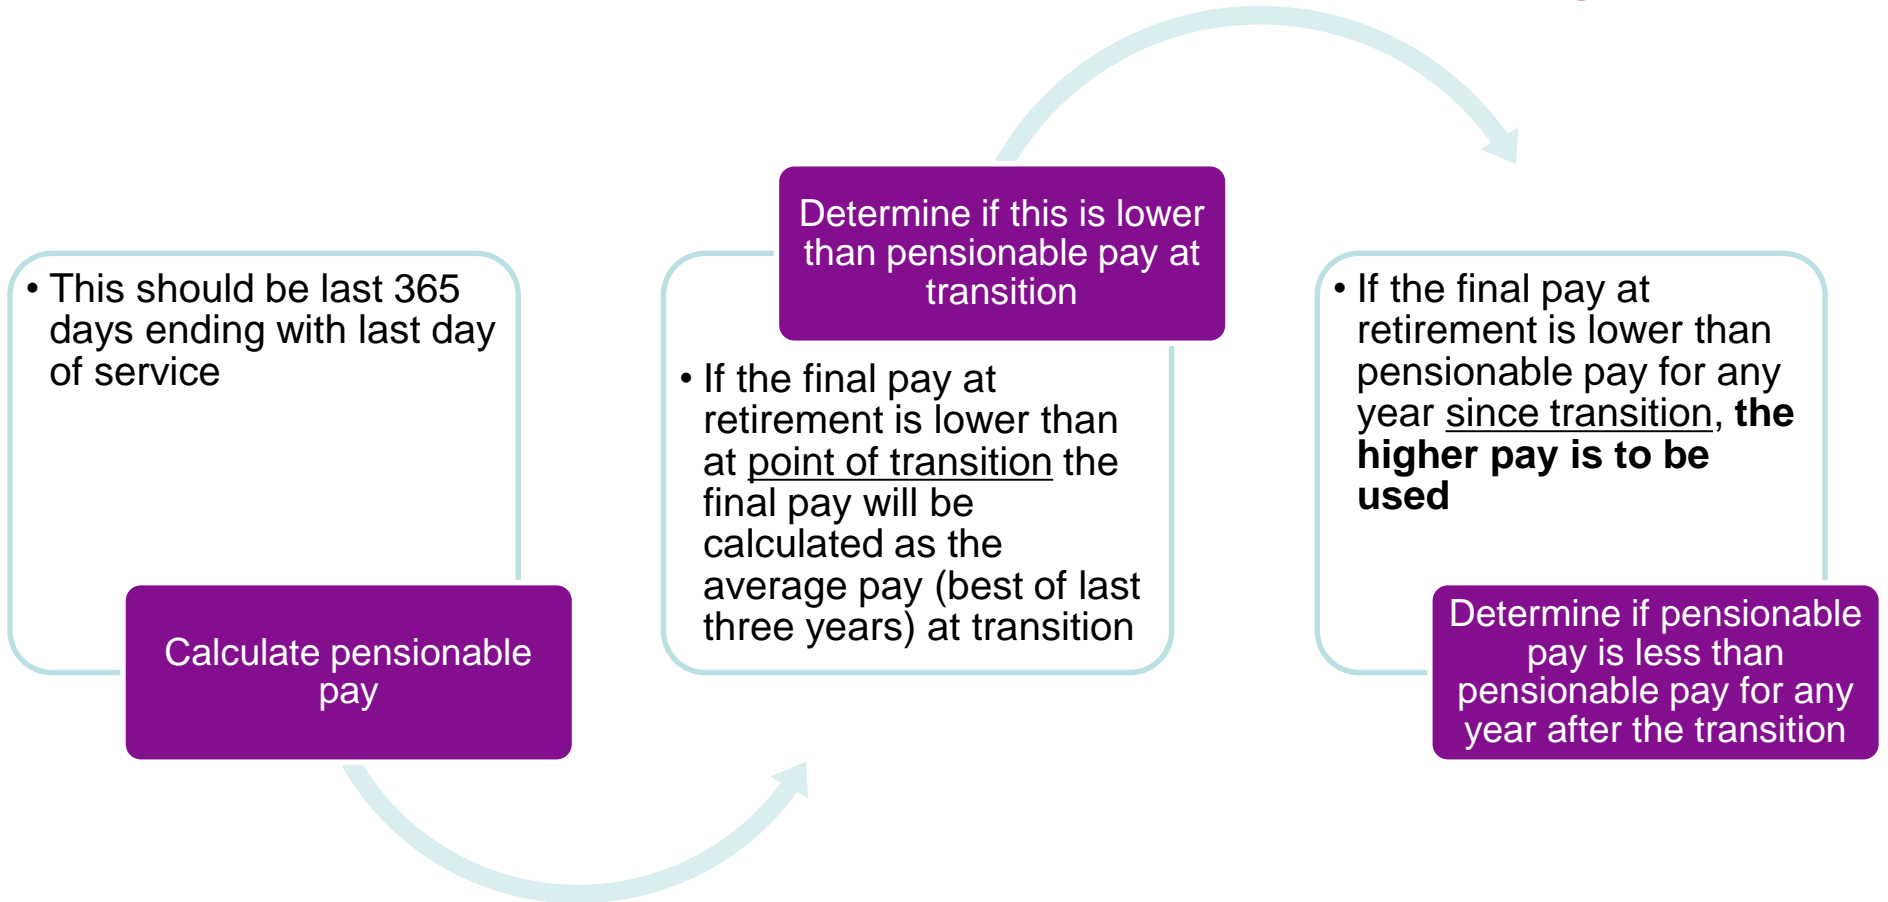 • This should be last 365
days ending with last day
of service
Calculate pensionable
pay
Determine if this is lower
than pensionable pay at
transition
• If the final pay at
retirement is lower than
at point of transition the
final pay will be
calculated as the
average pay (best of last
three years) at transition
• If the final pay at
retirement is lower than
pensionable pay for any
year since transition, the
higher pay is to be
used
Determine if pensionable
pay is less than
pensionable pay for any
year after the transition